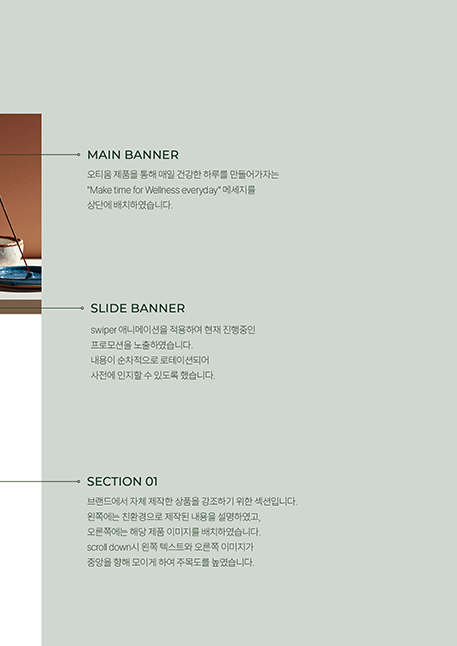 MAIN BANNER
오티움 제품을 통해 매일 건강한 하루를 만들어가자는
"Make time for Wellness everyday" 메세지를
상단에 배치하였습니다.
SLIDE BANNER
swiper 애니메이션을 적용하여 현재 진행중인
프로모션을 노출하였습니다.
내용이 순차적으로 로테이션되어
사전에 인지할 수 있도록 했습니다.
SECTION 01
브랜드에서 자체 제작한 상품을 강조하기 위한 섹션입니다.
왼쪽에는 친환경으로 제작된 내용을 설명하였고,
오른쪽에는 해당 제품 이미지를 배치하였습니다.
scroll down시 왼쪽 텍스트와 오른쪽 이미지가
중앙을 향해 모이게 하여 주목도를 높였습니다.